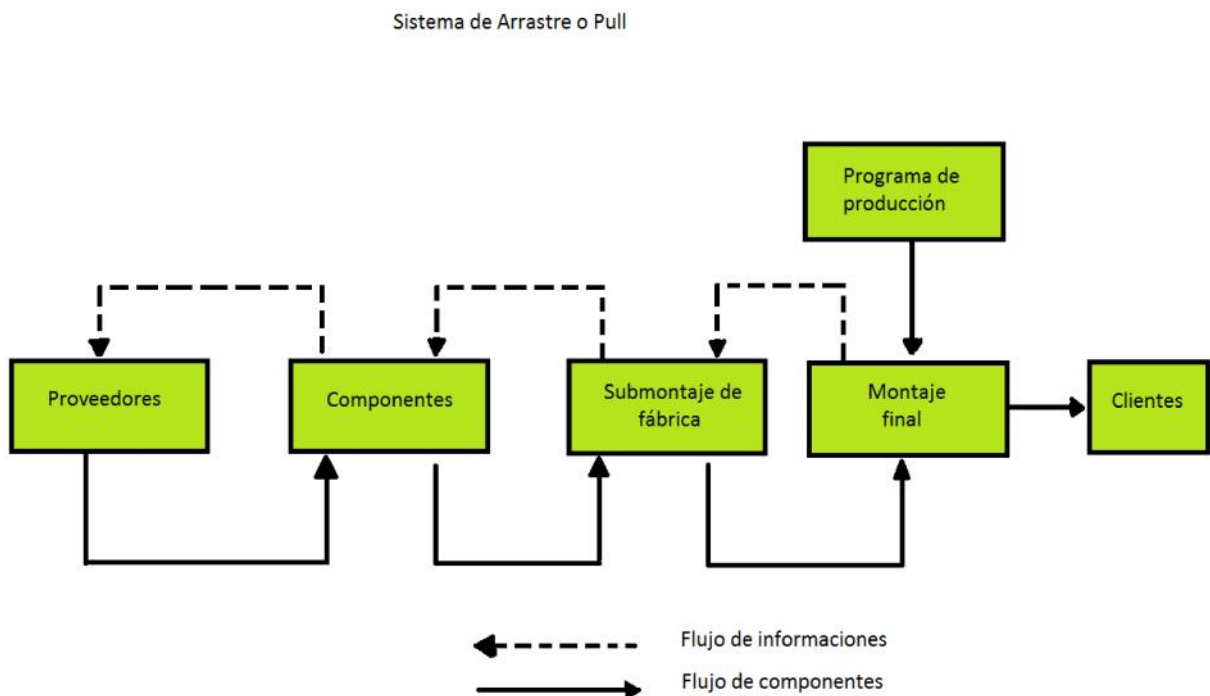 Sistema de Arrastre o Pull
Programa de
producción
Proveedores
Componentes
Submontaje de
fábrica
Montaje
final
Clientes
Flujo de informaciones
Flujo de componentes